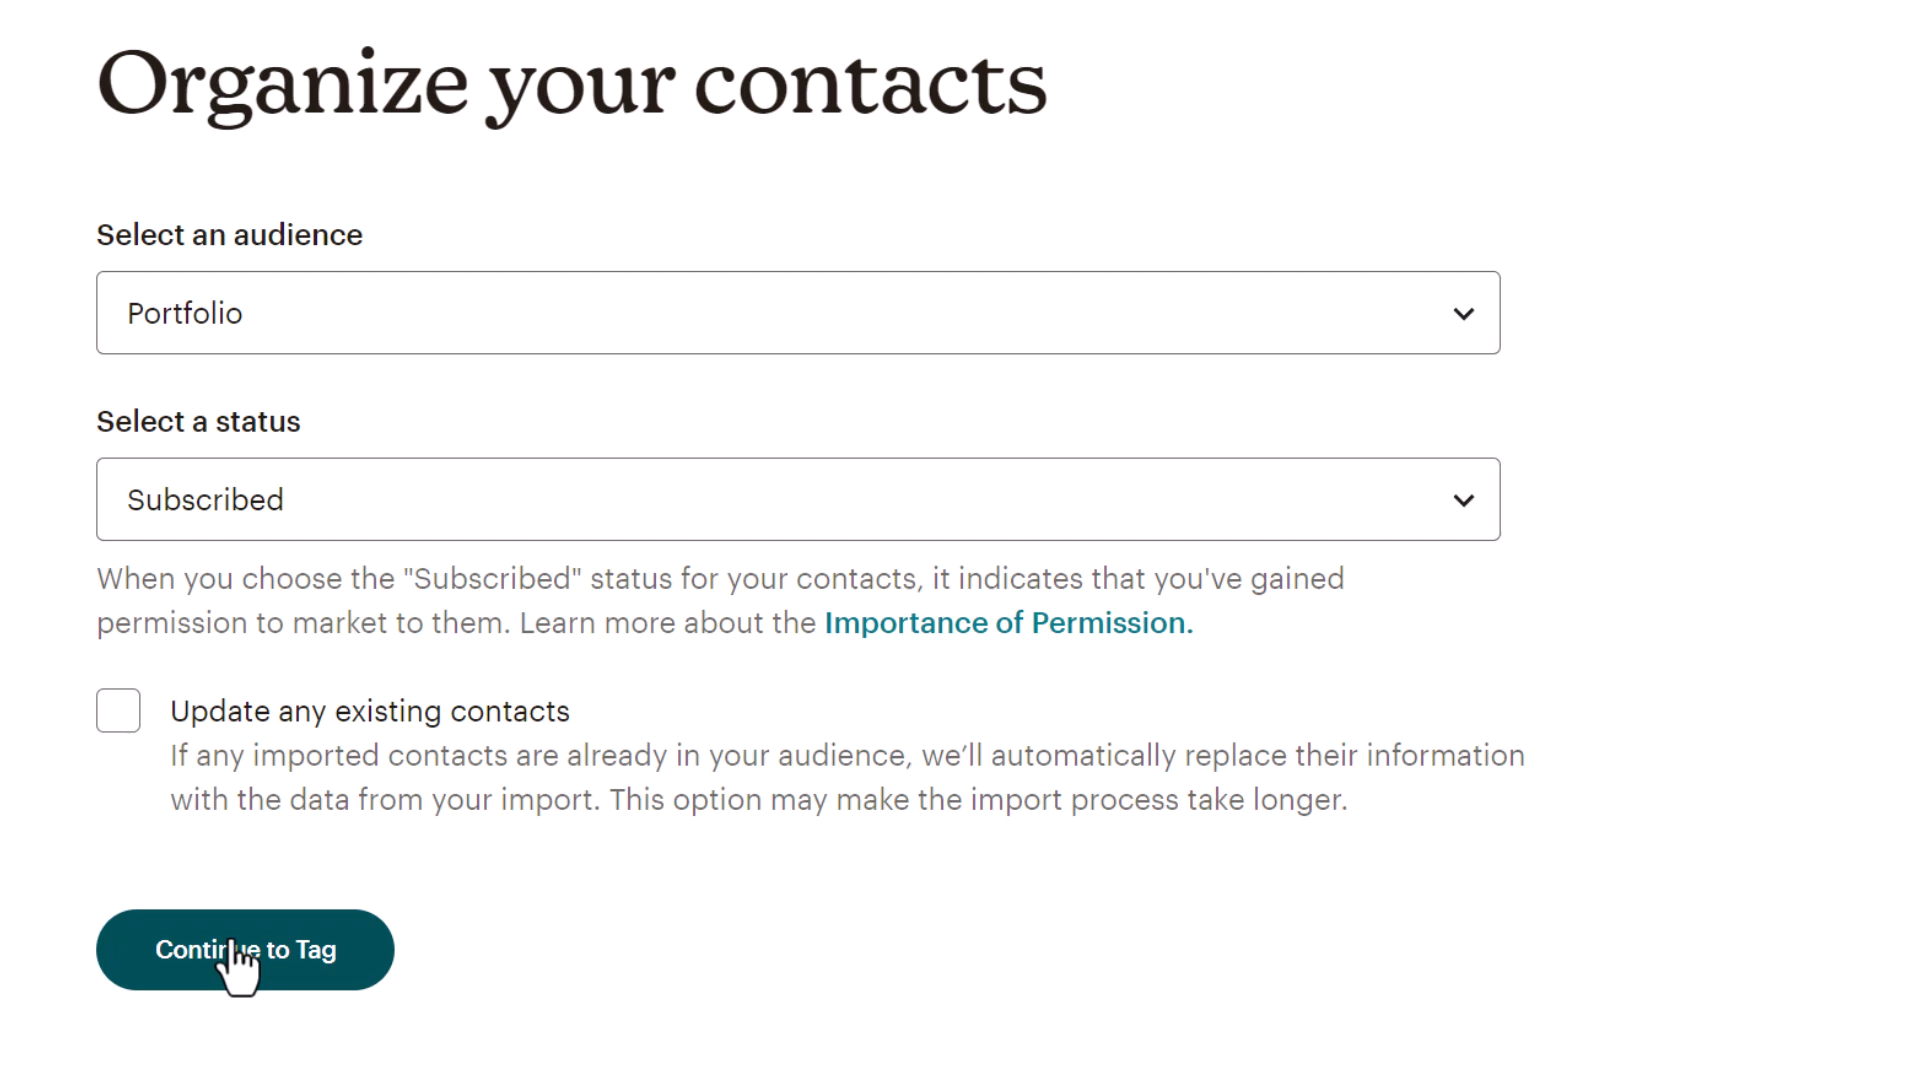 Organize your contacts
Select an audience
Portfolio
Select a status
Subscribed
When you choose the "Subscribed" status for your contacts, it indicates that you've gained
permission to market to them. Learn more about the Importance of Permission.
Update any existing contacts
If any imported contacts are already in your audience, we’ll automatically replace their information
with the data from your import. This option may make the import process take longer.
Continue to Tag